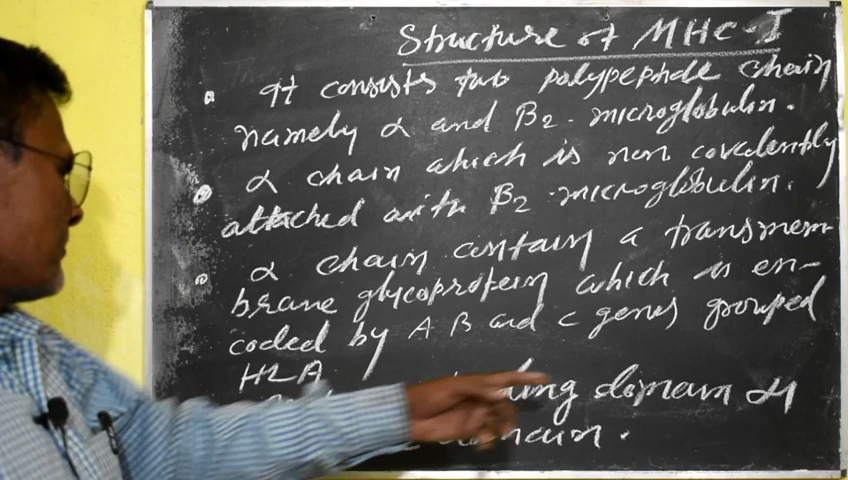 Structure of MHC-I
It consists two polypeptide chain
namely α and β2-microglobulin.
α chain which is non covalently
attached with β2-microglobulin.
α chain contain a transmem-
brane glycoprotein which is en-
coded by A B and C genes grouped
HLA
domain α1